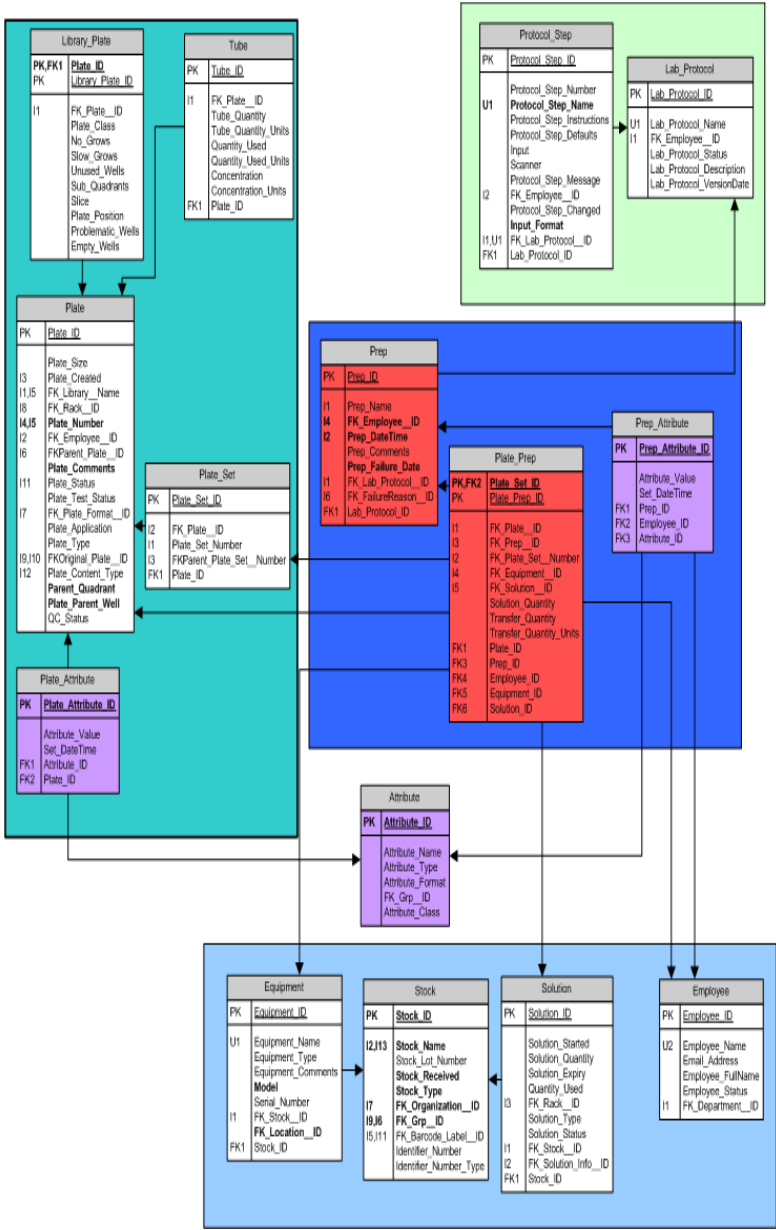 Library_Plate
PK,FK1 Plate_ID
PK Library_Plate_ID
I1 FK_Plate__ID
Plate_Class
No_Grows
Slow_Grows
Unused_Wells
Sub_Quadrants
Slice
Plate_Position
Problematic_Wells
Empty_Wells
Tube
PK Tube_ID
I1 FK_Plate__ID
Tube_Quantity
Tube_Quantity_Units
Quantity_Used
Quantity_Used_Units
Concentration
Concentration_Units
FK1 Plate_ID
Protocol_Step
PK Protocol_Step_ID
Protocol_Step_Number
U1 Protocol_Step_Name
Protocol_Step_Instructions
Protocol_Step_Defaults
Input
Scanner
Protocol_Step_Message
I2 FK_Employee__ID
Protocol_Step_Changed
Input_Format
I1,U1 FK_Lab_Protocol__ID
FK1 Lab_Protocol_ID
Lab_Protocol
PK Lab_Protocol_ID
U1 Lab_Protocol_Name
I1 FK_Employee__ID
Lab_Protocol_Status
Lab_Protocol_Description
Lab_Protocol_VersionDate
Plate
PK Plate_ID
Plate_Size
I3 Plate_Created
I1,I5 FK_Library__Name
I8 FK_Rack__ID
I4,I5 Plate_Number
I2 FK_Employee__ID
I6 FKParent_Plate__ID
Plate_Comments
I11 Plate_Status
Plate_Test_Status
I7 FK_Plate_Format__ID
Plate_Application
Plate_Type
I9,I10 FKOriginal_Plate__ID
I12 Plate_Content_Type
Parent_Quadrant
Plate_Parent_Well
QC_Status
Plate_Set
PK Plate_Set_ID
I2 FK_Plate__ID
I1 Plate_Set_Number
I3 FKParent_Plate_Set__Number
FK1 Plate_ID
Prep
PK Prep_ID
I1 Prep_Name
I4 FK_Employee__ID
I2 Prep_DateTime
Prep_Comments
Prep_Failure_Date
I1 FK_Lab_Protocol__ID
I6 FK_FailureReason__ID
FK1 Lab_Protocol_ID
Plate_Prep
PK,FK2 Plate_Set_ID
PK Plate_Prep_ID
I1 FK_Plate__ID
I3 FK_Prep__ID
I2 FK_Plate_Set__Number
I4 FK_Equipment__ID
I5 FK_Solution__ID
Solution_Quantity
Transfer_Quantity
Transfer_Quantity_Units
FK1 Plate_ID
FK3 Prep_ID
FK4 Employee_ID
FK5 Equipment_ID
FK6 Solution_ID
Prep_Attribute
PK Prep_Attribute_ID
Attribute_Value
Set_DateTime
FK1 Prep_ID
FK2 Employee_ID
FK3 Attribute_ID
Plate_Attribute
PK Plate_Attribute_ID
Attribute_Value
Set_DateTime
FK1 Attribute_ID
FK2 Plate_ID
Attribute
PK Attribute_ID
Attribute_Name
Attribute_Type
Attribute_Format
FK_Grp__ID
Attribute_Class
Equipment
PK Equipment_ID
U1 Equipment_Name
Equipment_Type
Equipment_Comments
Model
Serial_Number
I1 FK_Stock__ID
FK_Location__ID
FK1 Stock_ID
Stock
PK Stock_ID
I2,I13 Stock_Name
Stock_Lot_Number
Stock_Received
Stock_Type
I7 FK_Organization__ID
I9,I6 FK_Grp__ID
I5,I11 FK_Barcode_Label__ID
Identifier_Number
Identifier_Number_Type
Solution
PK Solution_ID
Solution_Started
Solution_Quantity
Solution_Expiry
Quantity_Used
I3 FK_Rack__ID
Solution_Type
Solution_Status
I1 FK_Stock__ID
I2 FK_Solution_Info__ID
FK1 Stock_ID
Employee
PK Employee_ID
U2 Employee_Name
Email_Address
Employee_FullName
Employee_Status
I1 FK_Department__ID